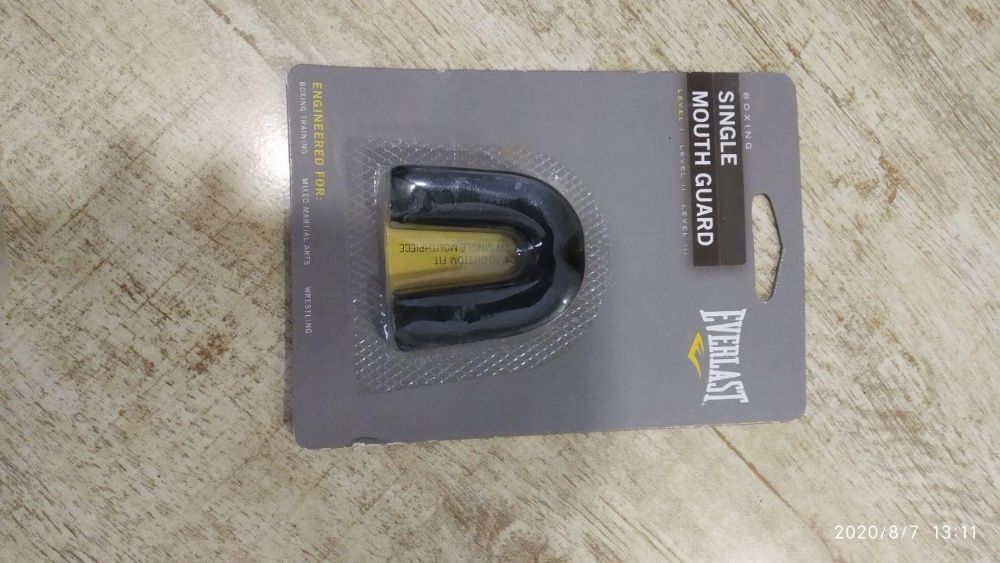 BOXING
SINGLE
MOUTH GUARD
LEVEL I LEVEL II LEVEL III
EVERLAST
CUSTOM FIT
SINGLE MOUTHPIECE
ENGINEERED FOR:
BOXING TRAINING MIXED MARTIAL ARTS WRESTLING
2020/8/7 13:11